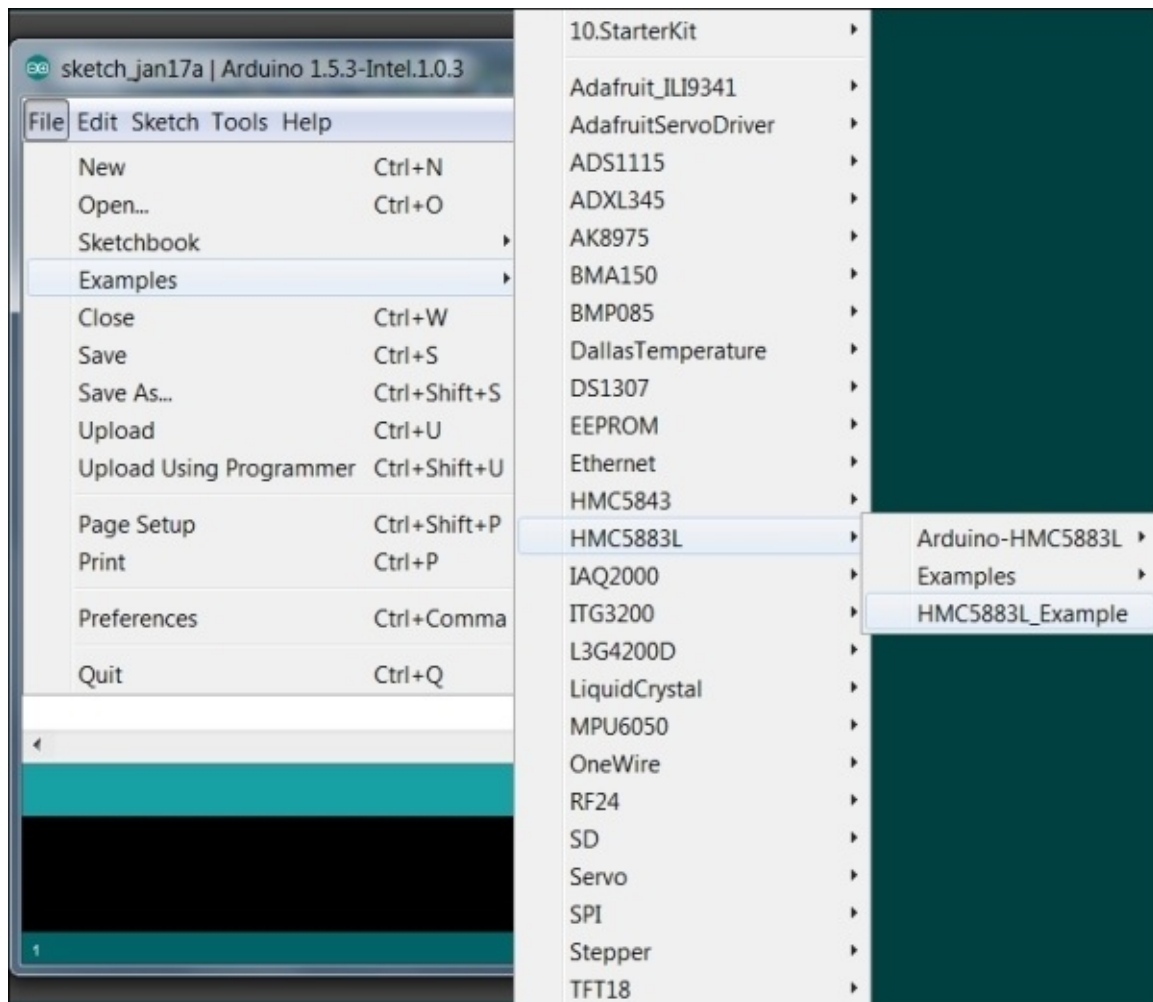 sketch_jan17a | Arduino 1.5.3-Intel.1.0.3
File Edit Sketch Tools Help
New Ctrl+N
Open... Ctrl+O
Sketchbook
Examples
Close Ctrl+W
Save Ctrl+S
Save As... Ctrl+Shift+S
Upload Ctrl+U
Upload Using Programmer Ctrl+Shift+U
Page Setup Ctrl+Shift+P
Print Ctrl+P
Preferences Ctrl+Comma
Quit Ctrl+Q
1
10.StarterKit
Adafruit_ILI9341
AdafruitServoDriver
ADS1115
ADXL345
AK8975
BMA150
BMP085
DallasTemperature
DS1307
EEPROM
Ethernet
HMC5843
HMC5883L
IAQ2000
ITG3200
L3G4200D
LiquidCrystal
MPU6050
OneWire
RF24
SD
Servo
SPI
Stepper
TFT18
Arduino-HMC5883L
Examples
HMC5883L_Example